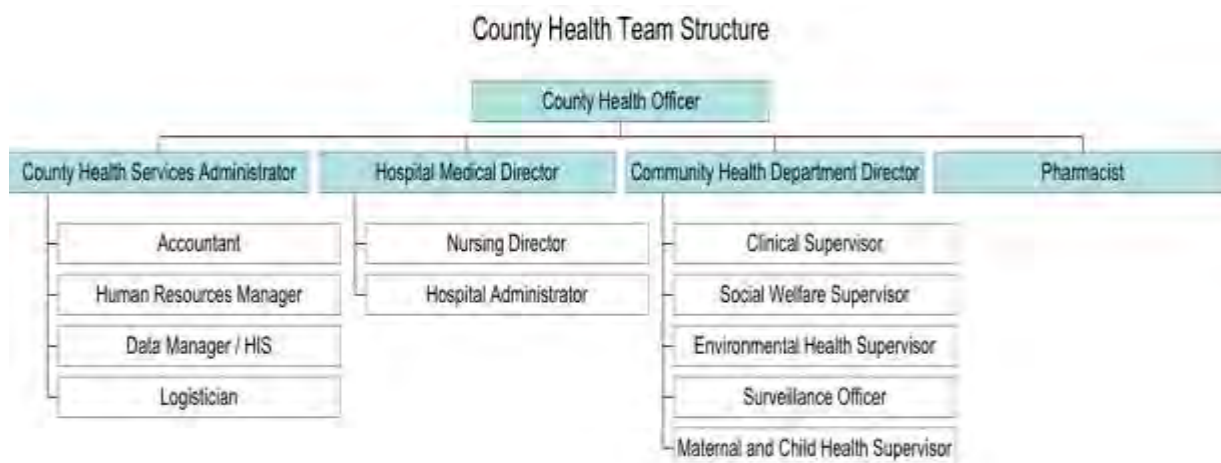 County Health Team Structure
County Health Officer
County Health Services Administrator
Hospital Medical Director
Community Health Department Director
Pharmacist
Accountant
Human Resources Manager
Data Manager / HIS
Logistician
Nursing Director
Hospital Administrator
Clinical Supervisor
Social Welfare Supervisor
Environmental Health Supervisor
Surveillance Officer
Maternal and Child Health Supervisor